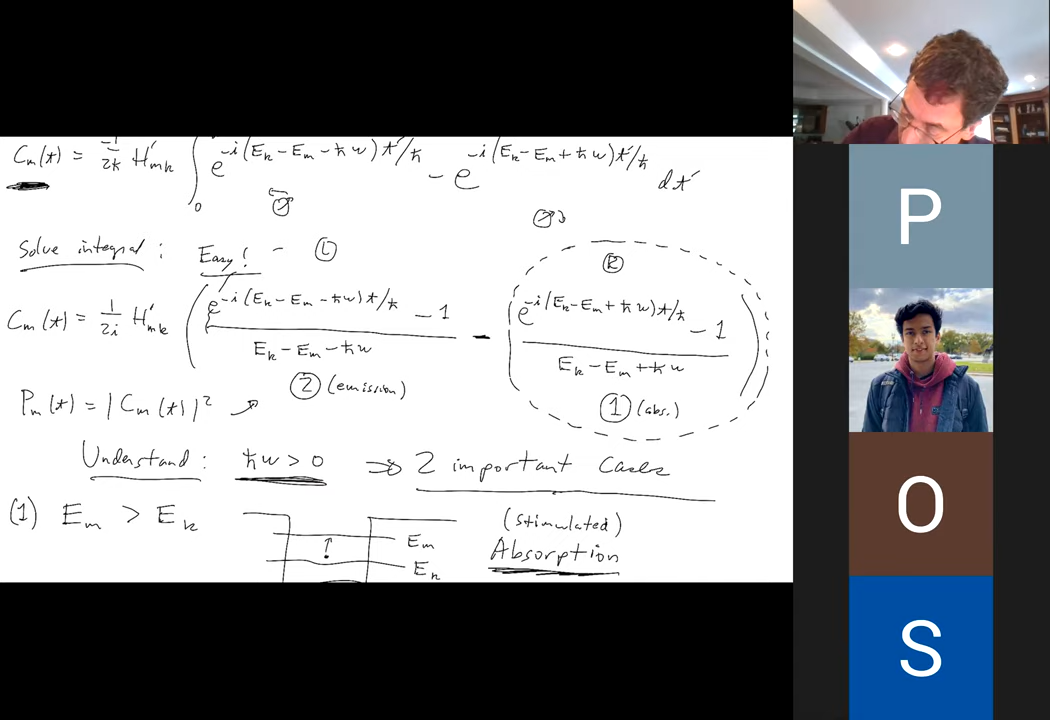 Cₘ(t) = 1/2ħ H'ₘₖ ∫₀ e^{-i(Eₖ-Eₘ-ħω)t'/ħ} - e^{-i(Eₖ-Eₘ+ħω)t'/ħ} dt'
Solve integral : Easy! - Ⓛ
Ⓡ
Cₘ(t) = 1/2i H'ₘₖ ( e^{-i(Eₖ-Eₘ-ħω)t/ħ} - 1 / Eₖ-Eₘ-ħω - ( e^{-i(Eₖ-Eₘ+ħω)t/ħ} - 1 / Eₖ-Eₘ+ħω ))
② (emission) ① (abs.)
Pₘ(t) = |Cₘ(t)|²
Understand : ħω > 0 ⇒ 2 important Cases
(1) Eₘ > Eₖ
Eₘ
Eₖ
(stimulated)
Absorption
P
O
S